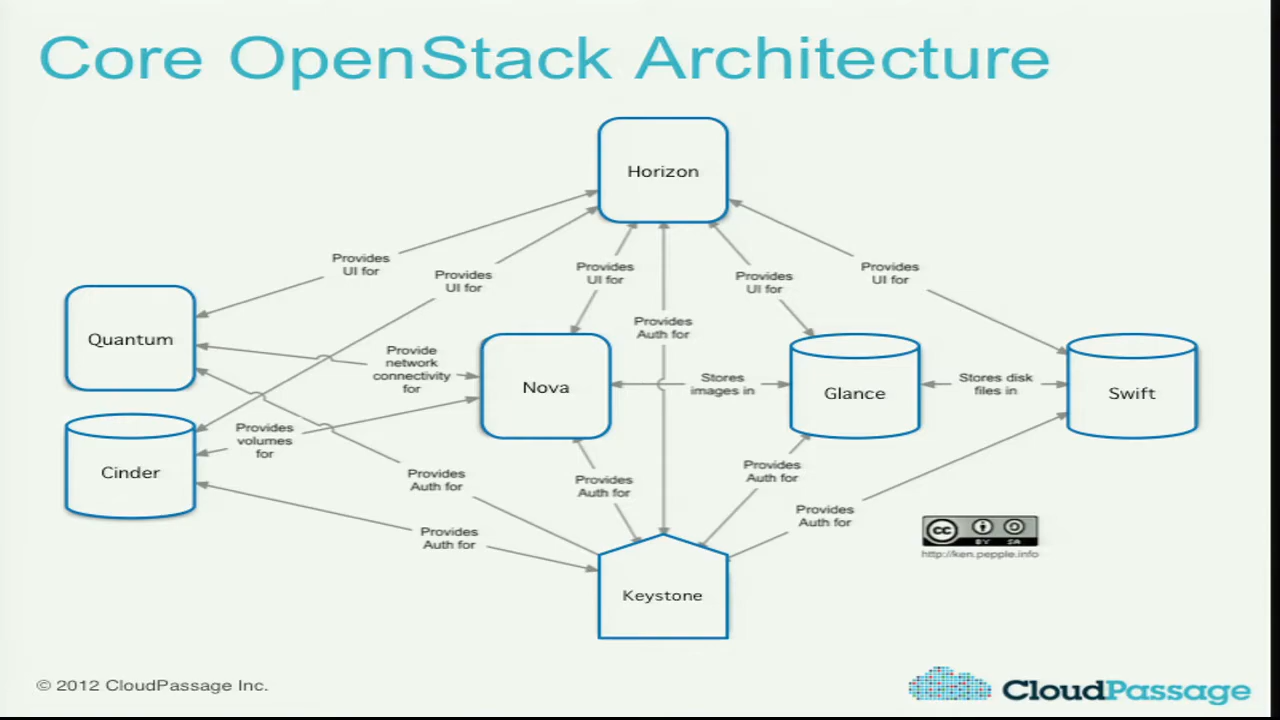 Core OpenStack Architecture
Horizon
Provides
UI for
Provides
UI for
Provides
UI for
Provides
UI for
Provides
UI for
Provides
Auth for
Quantum
Provide
network
connectivity
for
Nova
Stores
images in
Glance
Stores disk
files in
Swift
Cinder
Provides
volumes
for
Provides
Auth for
Provides
Auth for
Provides
Auth for
Provides
Auth for
Provides
Auth for
Keystone
cc
BY SA
http://ken.pepple.info
© 2012 CloudPassage Inc.
CloudPassage